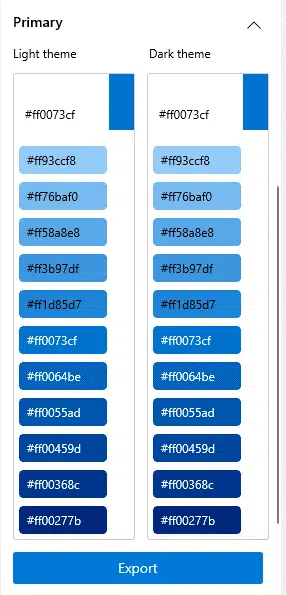 Primary
Light theme Dark theme
#ff0073cf #ff0073cf
#ff93ccf8 #ff93ccf8
#ff76baf0 #ff76baf0
#ff58a8e8 #ff58a8e8
#ff3b97df #ff3b97df
#ff1d85d7 #ff1d85d7
#ff0073cf #ff0073cf
#ff0064be #ff0064be
#ff0055ad #ff0055ad
#ff00459d #ff00459d
#ff00368c #ff00368c
#ff00277b #ff00277b
Export